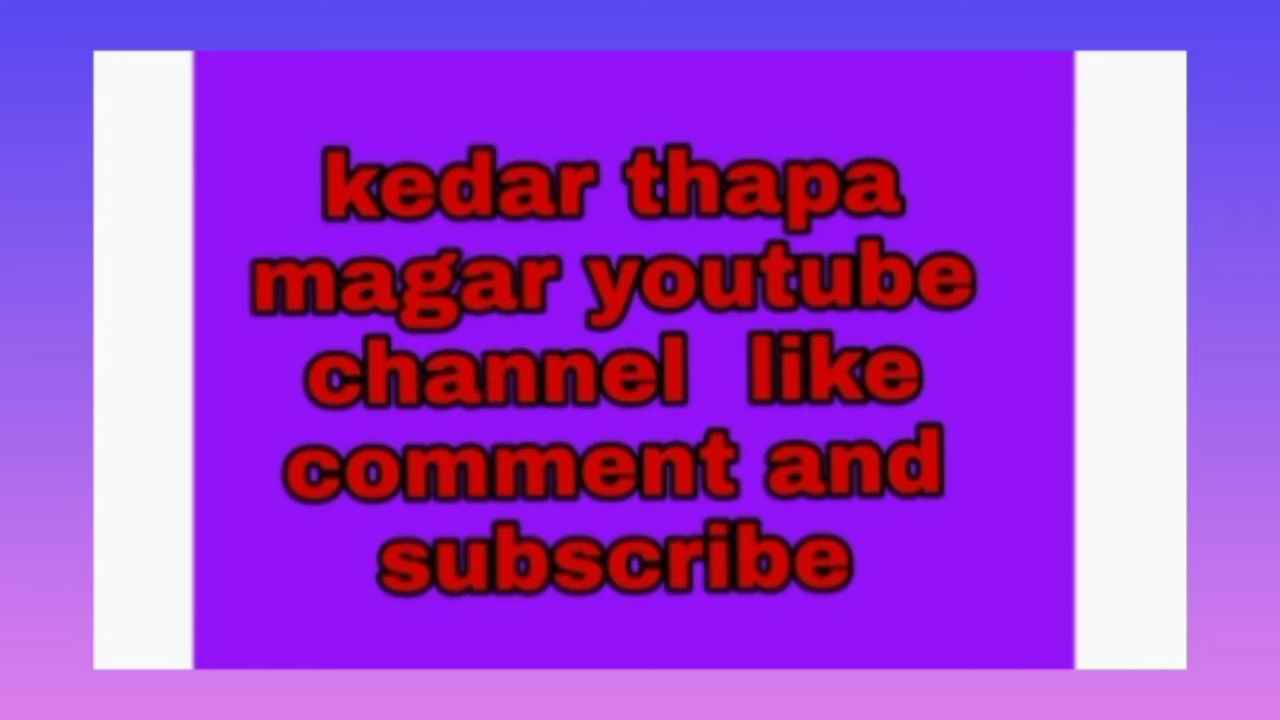 kedar thapa
magar youtube
channel like
comment and
subscribe